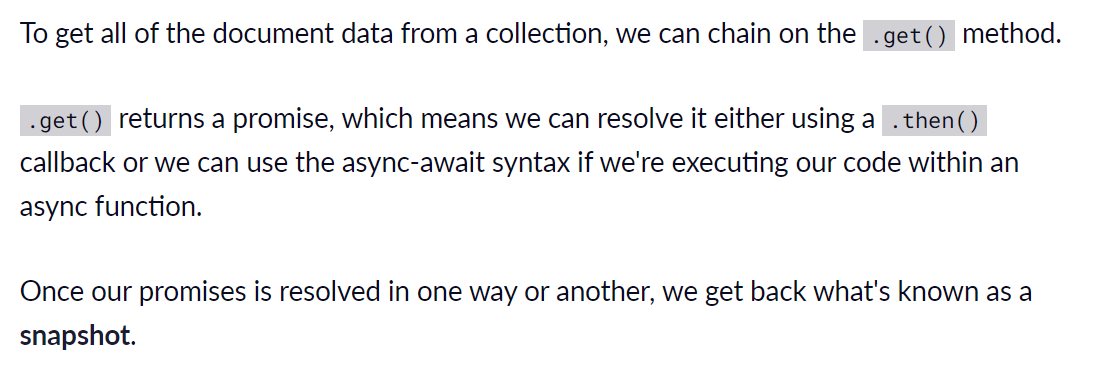 To get all of the document data from a collection, we can chain on the .get() method.
.get() returns a promise, which means we can resolve it either using a .then()
callback or we can use the async-await syntax if we're executing our code within an
async function.
Once our promises is resolved in one way or another, we get back what's known as a
snapshot.